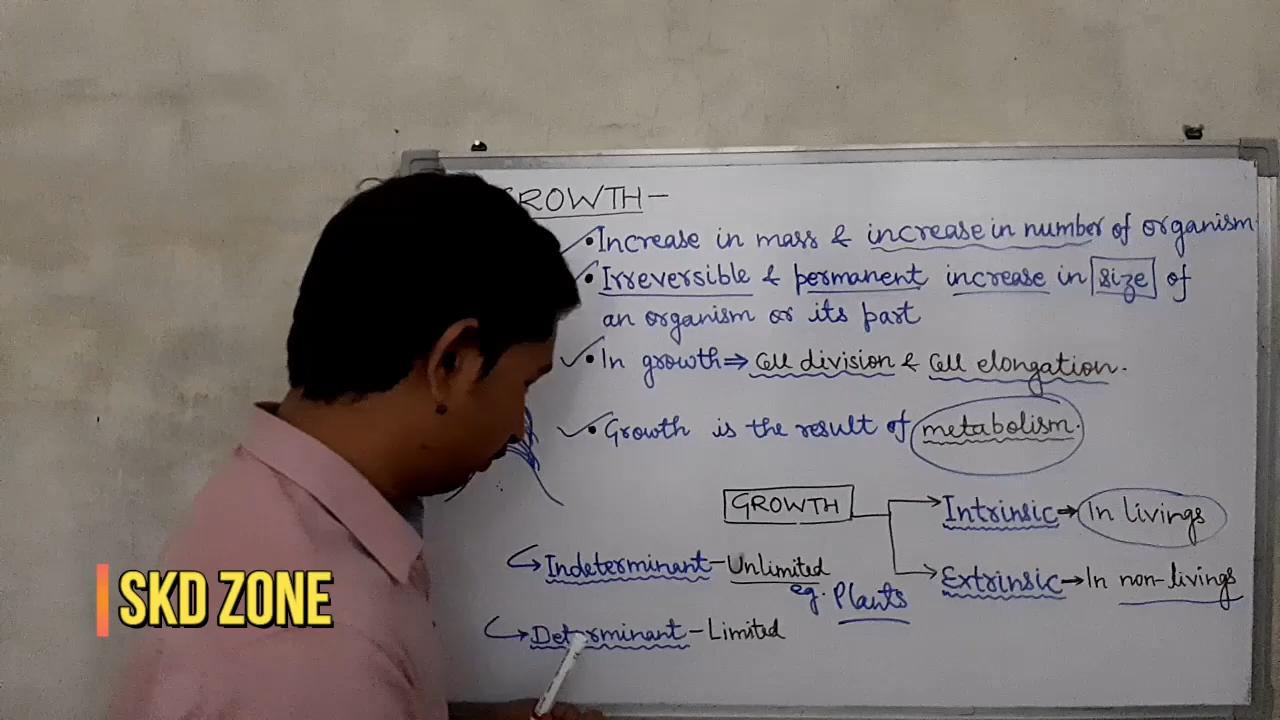 GROWTH-
• Increase in mass & increase in number of organism.
• Irreversible & permanent increase in size of
an organism or its part
• In growth ⇒ Cell division & Cell elongation.
• Growth is the result of metabolism.
GROWTH
Intrinsic → In livings
Indeterminant - Unlimited
eg. Plants
Extrinsic → In non-livings
Determinant - Limited
SKD ZONE